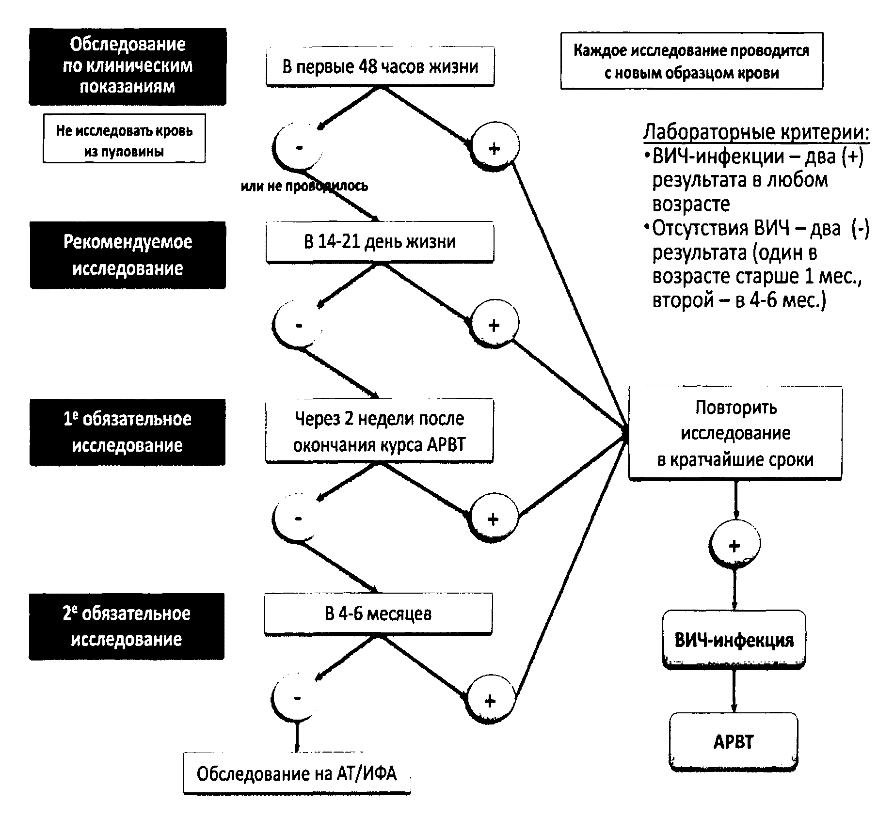 Обследование
по клиническим
показаниям
В первые 48 часов жизни
Каждое исследование проводится
с новым образцом крови
Не исследовать кровь
из пуповины
-
+
или не проводилось
Лабораторные критерии:
•ВИЧ-инфекции – два (+)
результата в любом
возрасте
•Отсутствия ВИЧ – два (-)
результата (один в
возрасте старше 1 мес.,
второй – в 4-6 мес.)
Рекомендуемое
исследование
В 14-21 день жизни
-
+
1е обязательное
исследование
Через 2 недели после
окончания курса АРВТ
Повторить
исследование
в кратчайшие сроки
-
+
+
2е обязательное
исследование
В 4-6 месяцев
ВИЧ-инфекция
-
+
АРВТ
Обследование на АТ/ИФА